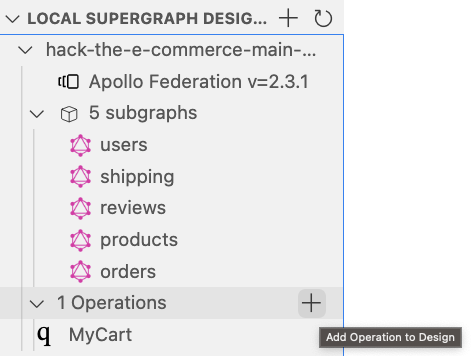 LOCAL SUPERGRAPH DESIG...
hack-the-e-commerce-main-...
Apollo Federation v=2.3.1
5 subgraphs
users
shipping
reviews
products
orders
1 Operations
Add Operation to Design
q MyCart